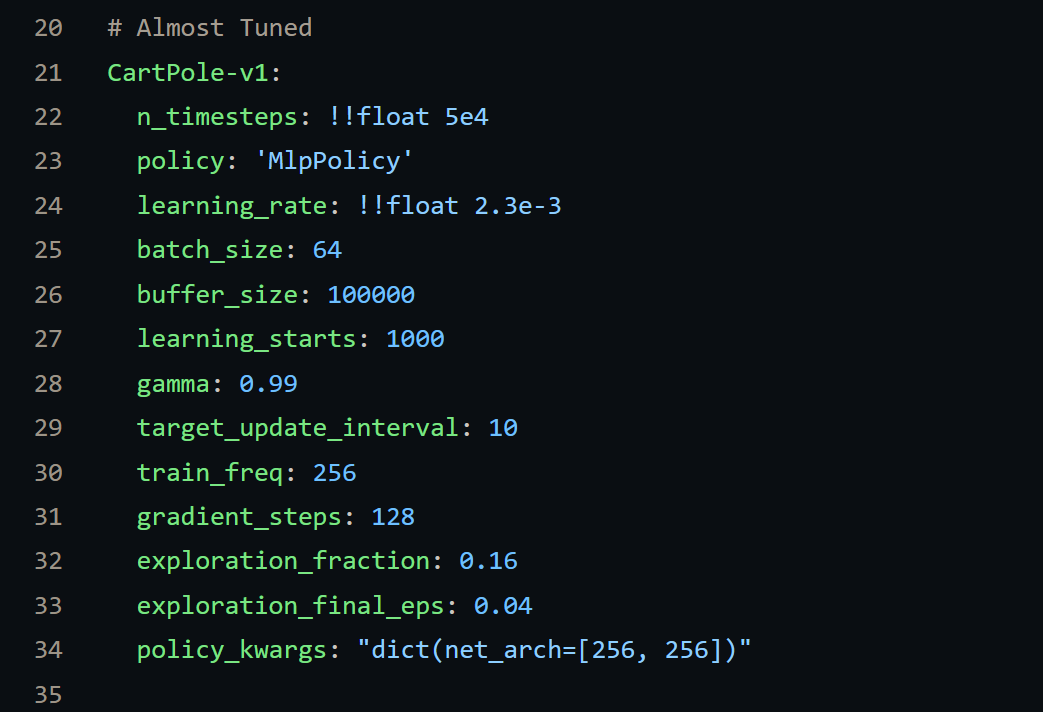 20 # Almost Tuned
21 CartPole-v1:
22   n_timesteps: !!float 5e4
23   policy: 'MlpPolicy'
24   learning_rate: !!float 2.3e-3
25   batch_size: 64
26   buffer_size: 100000
27   learning_starts: 1000
28   gamma: 0.99
29   target_update_interval: 10
30   train_freq: 256
31   gradient_steps: 128
32   exploration_fraction: 0.16
33   exploration_final_eps: 0.04
34   policy_kwargs: "dict(net_arch=[256, 256])"
35